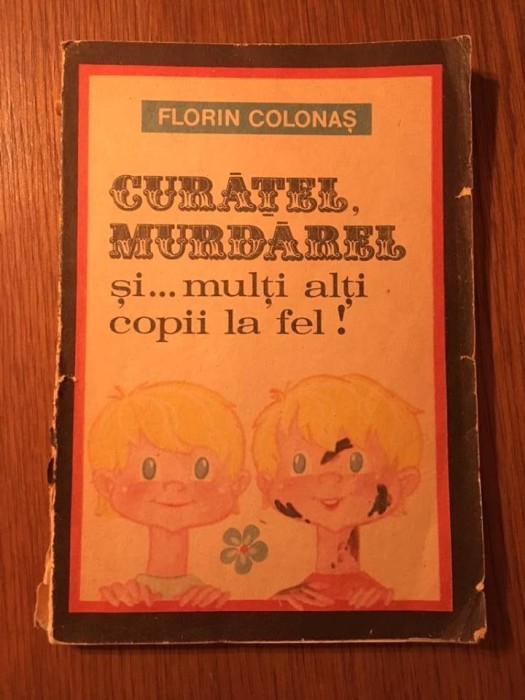 FLORIN COLONAȘ
CURĂȚEL,
MURDĂREL
și... mulți alți
copii la fel!